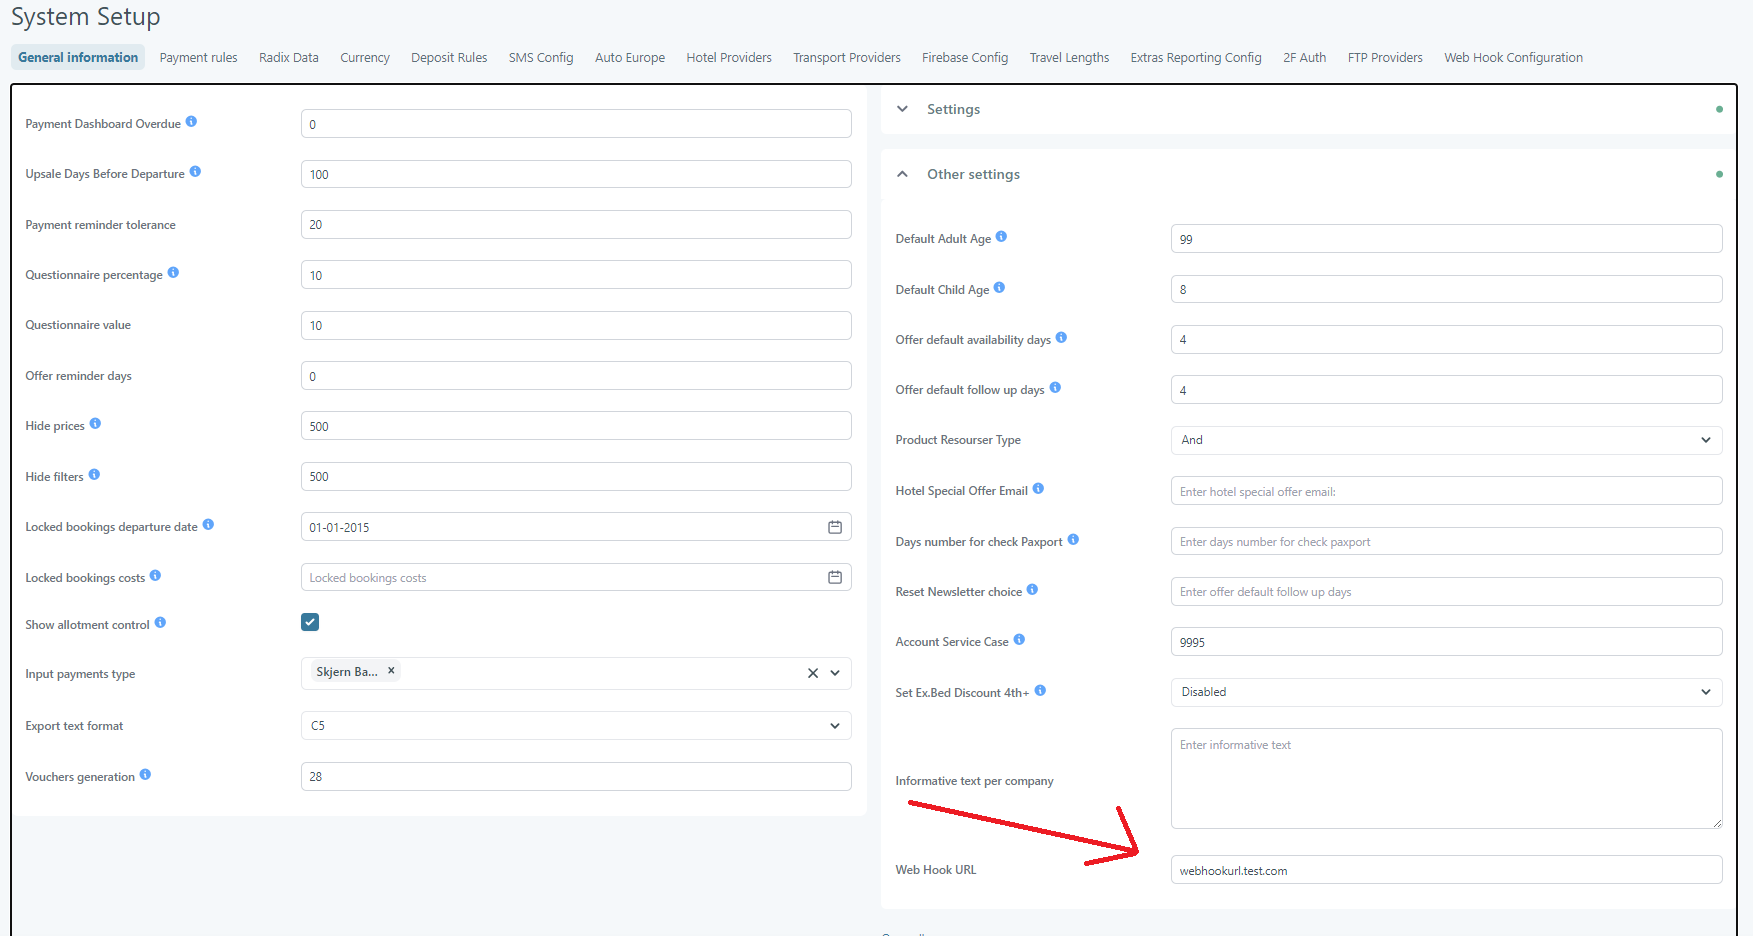 System Setup
General information Payment rules Radix Data Currency Deposit Rules SMS Config Auto Europe Hotel Providers Transport Providers Firebase Config Travel Lengths Extras Reporting Config 2F Auth FTP Providers Web Hook Configuration
Payment Dashboard Overdue 0
Upsale Days Before Departure 100
Payment reminder tolerance 20
Questionnaire percentage 10
Questionnaire value 10
Offer reminder days 0
Hide prices 500
Hide filters 500
Locked bookings departure date 01-01-2015
Locked bookings costs Locked bookings costs
Show allotment control
Input payments type Skjern Ba... ×
Export text format C5
Vouchers generation 28
Settings
Other settings
Default Adult Age 99
Default Child Age 8
Offer default availability days 4
Offer default follow up days 4
Product Resourser Type And
Hotel Special Offer Email Enter hotel special offer email:
Days number for check Paxport Enter days number for check paxport
Reset Newsletter choice Enter offer default follow up days
Account Service Case 9995
Set Ex.Bed Discount 4th+ Disabled
Informative text per company Enter informative text
Web Hook URL webhookurl.test.com